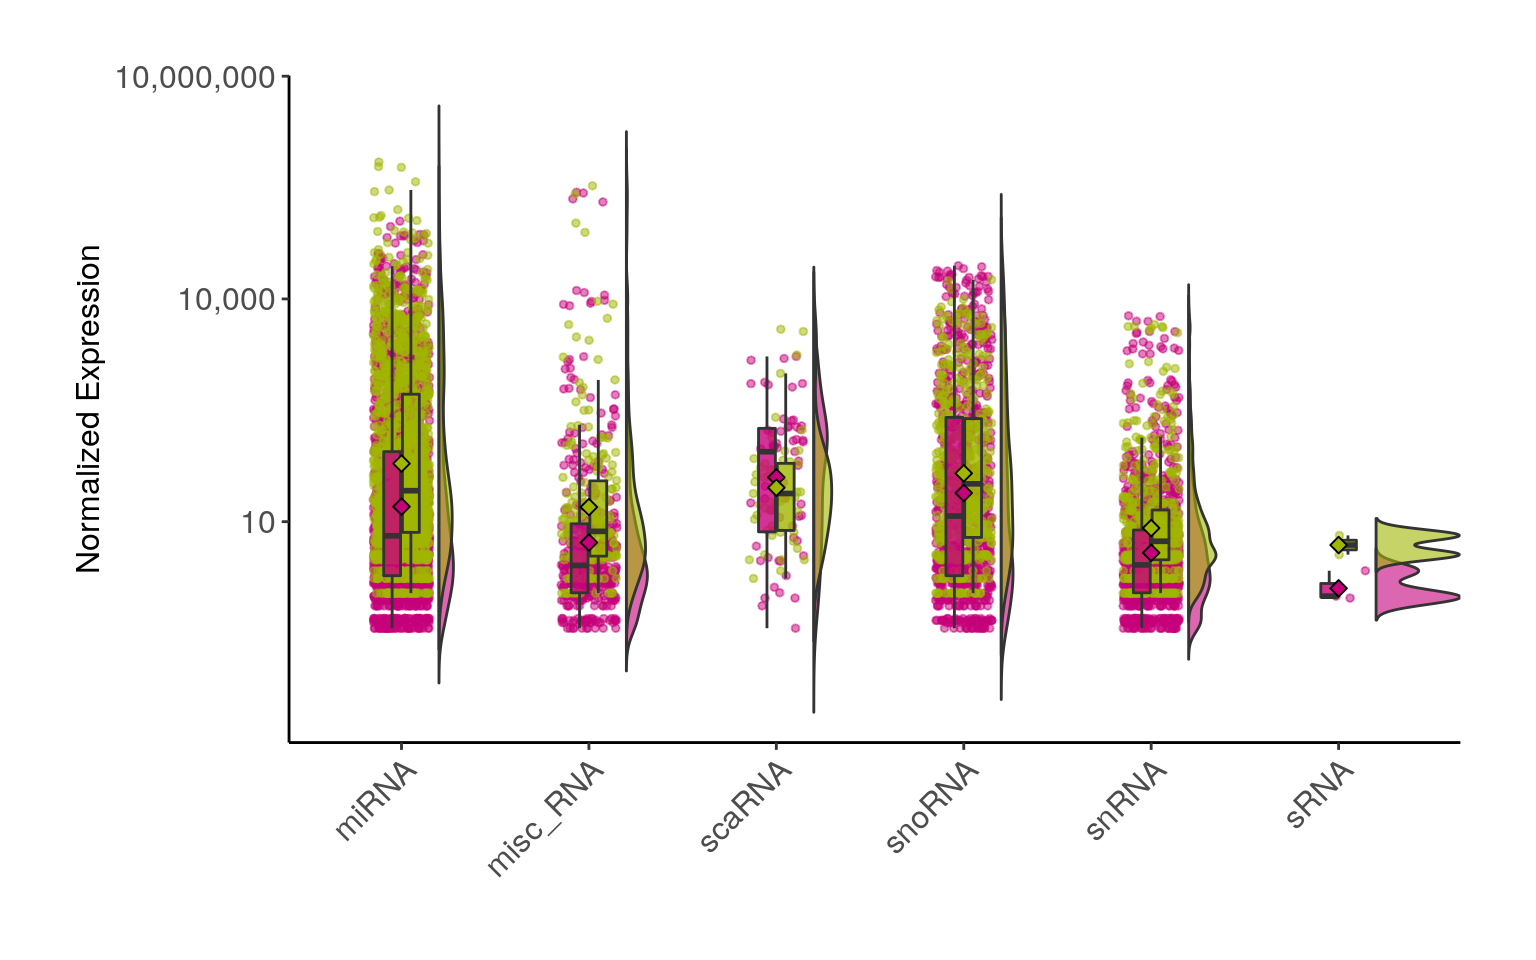 10,000,000
10,000
10
Normalized Expression
miRNA
misc_RNA
scaRNA
snoRNA
snRNA
sRNA